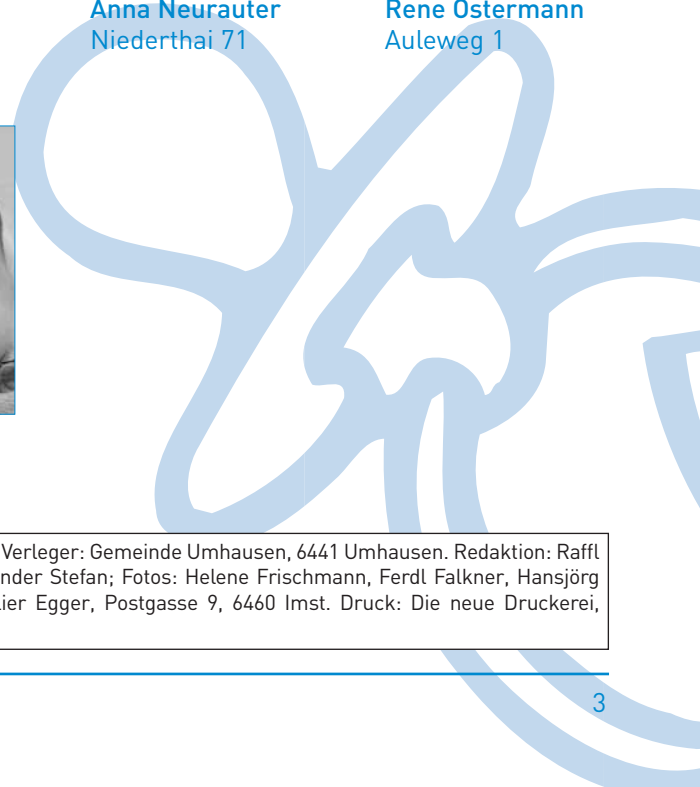 Anna Neurauter
Niederthai 71
Rene Ostermann
Auleweg 1
Verleger: Gemeinde Umhausen, 6441 Umhausen. Redaktion: Raffl
nder Stefan; Fotos: Helene Frischmann, Ferdl Falkner, Hansjörg
lier Egger, Postgasse 9, 6460 Imst. Druck: Die neue Druckerei,
3